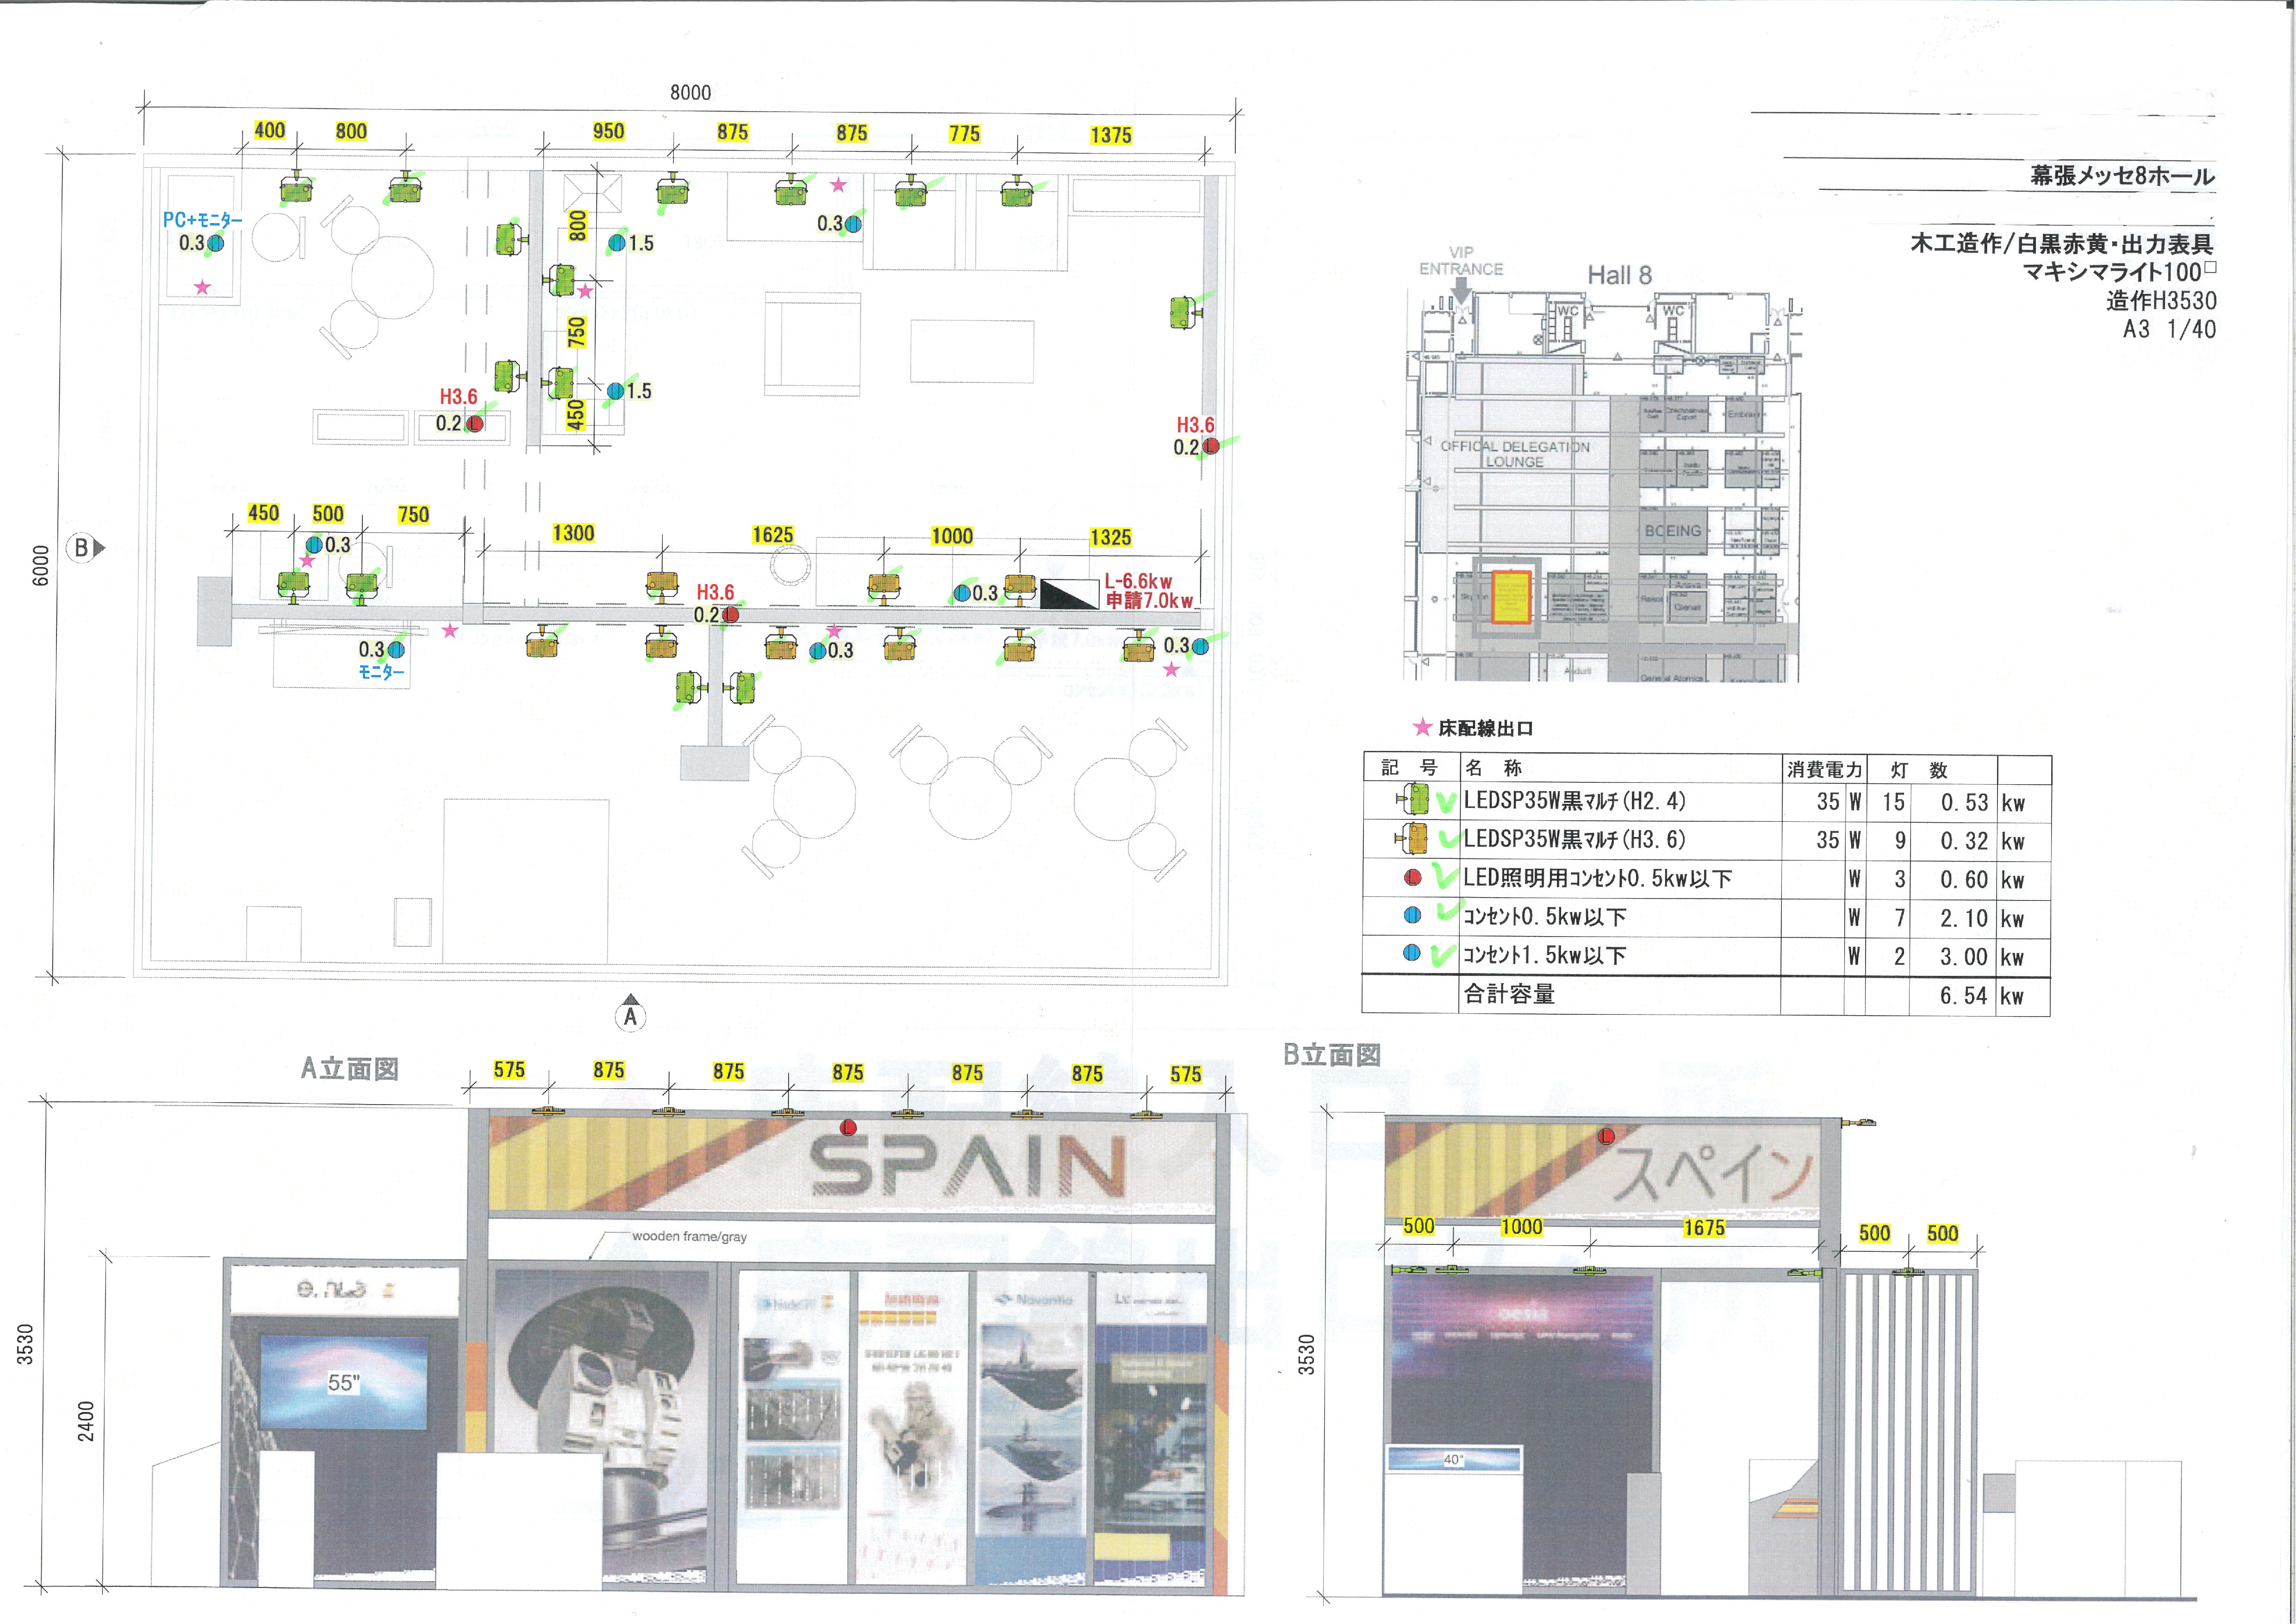 8000
400
800
950
875
875
775
1375
PC+モニター
0.3
800
1.5
0.3
750
1.5
450
H3.6
0.2
H3.6
0.2
6000
B
450
500
750
0.3
1300
1625
1000
1325
0.3
L-6.6kw
申請7.0kw
H3.6
0.2
0.3
モニター
0.3
0.3
A
幕張メッセ8ホール
木工造作/白黒赤黄・出力表具
マキシマライト100□
造作H3530
A3 1/40
VIP
ENTRANCE
Hall 8
WC
WC
OFFICAL DELEGATION
LOUNGE
BOEING
★床配線出口
記 号 名 称 消費電力 灯 数
LEDSP35W黒マルチ(H2.4) 35 W 15 0.53 kw
LEDSP35W黒マルチ(H3.6) 35 W 9 0.32 kw
L LED照明用コンセント0.5kw以下 W 3 0.60 kw
コンセント0.5kw以下 W 7 2.10 kw
コンセント1.5kw以下 W 2 3.00 kw
合計容量 6.54 kw
A立面図
575
875
875
875
875
875
575
L
SPAIN
wooden frame/gray
3530
2400
55"
Navantia
B立面図
L
スペイン
500
1000
1675
500
500
3530
40"